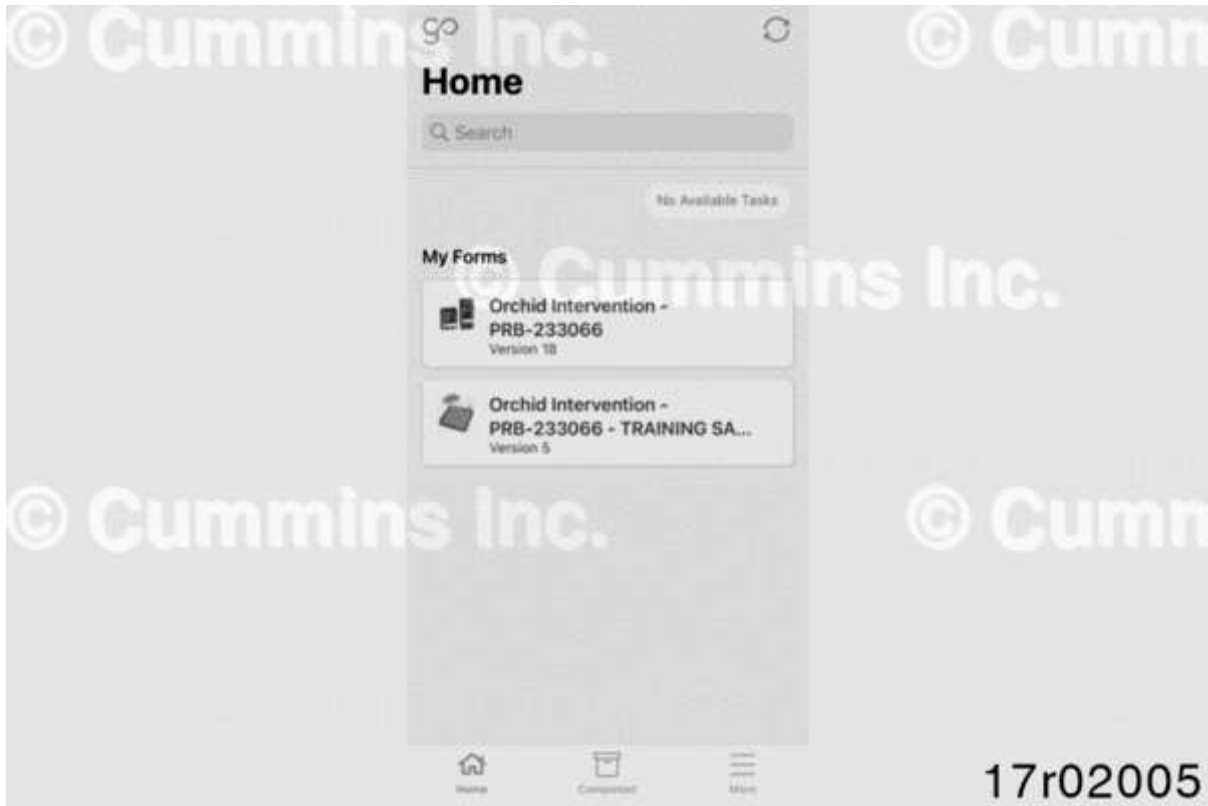 © Cummins Inc.
© Cumm
go
Home
Search
No Available Tasks
My Forms
© Cummins Inc.
Orchid Intervention -
PRB-233066
Version 18
Orchid Intervention -
PRB-233066 - TRAINING SA...
Version 5
© Cummins Inc.
© Cumm
Home
Completed
More
17r02005